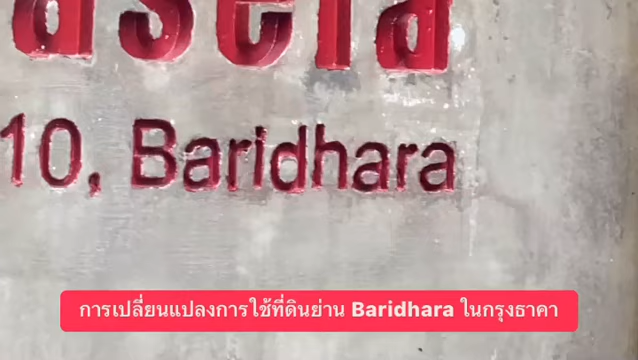 asela
10, Baridhara
การเปลี่ยนแปลงการใช้ที่ดินย่าน Baridhara ในกรุงธาคา